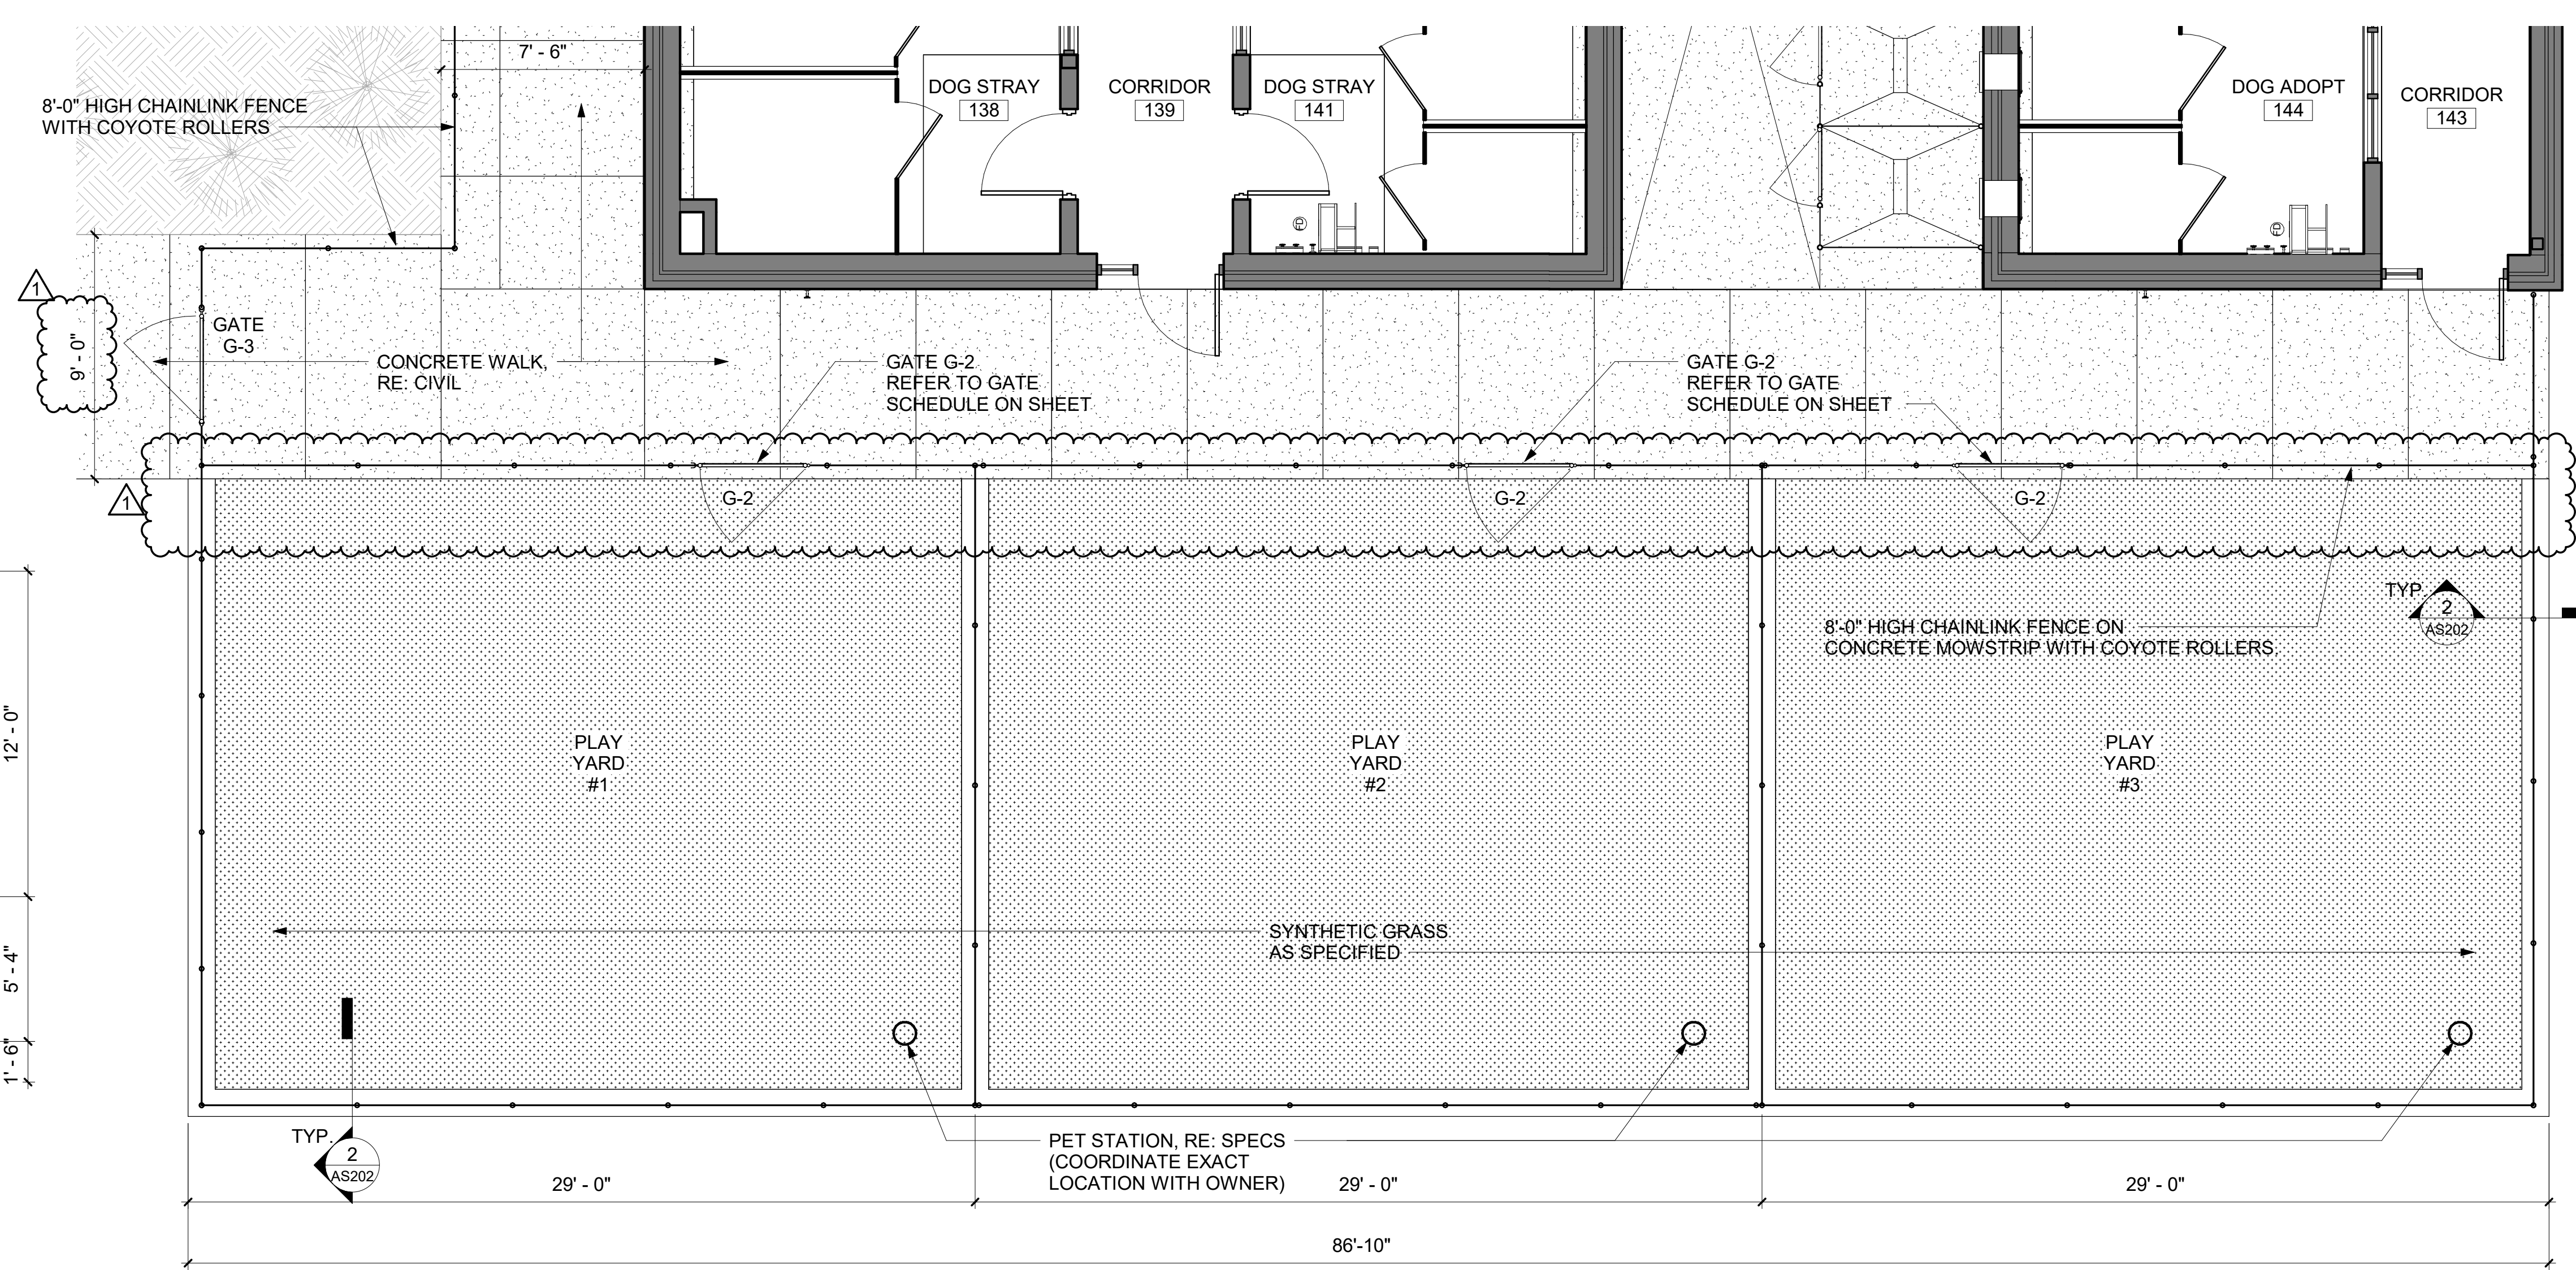 7' - 6"
8'-0" HIGH CHAINLINK FENCE
WITH COYOTE ROLLERS
DOG STRAY
138
CORRIDOR
139
DOG STRAY
141
DOG ADOPT
144
CORRIDOR
143
FD
FD
1
9' - 0"
GATE
G-3
CONCRETE WALK,
RE: CIVIL
GATE G-2
REFER TO GATE
SCHEDULE ON SHEET
GATE G-2
REFER TO GATE
SCHEDULE ON SHEET
1
G-2
G-2
G-2
TYP.
2
AS202
8'-0" HIGH CHAINLINK FENCE ON
CONCRETE MOWSTRIP WITH COYOTE ROLLERS.
12' - 0"
5' - 4"
1' - 6"
PLAY
YARD
#1
PLAY
YARD
#2
PLAY
YARD
#3
SYNTHETIC GRASS
AS SPECIFIED
TYP.
2
AS202
PET STATION, RE: SPECS
(COORDINATE EXACT
LOCATION WITH OWNER)
29' - 0"
29' - 0"
29' - 0"
86'-10"